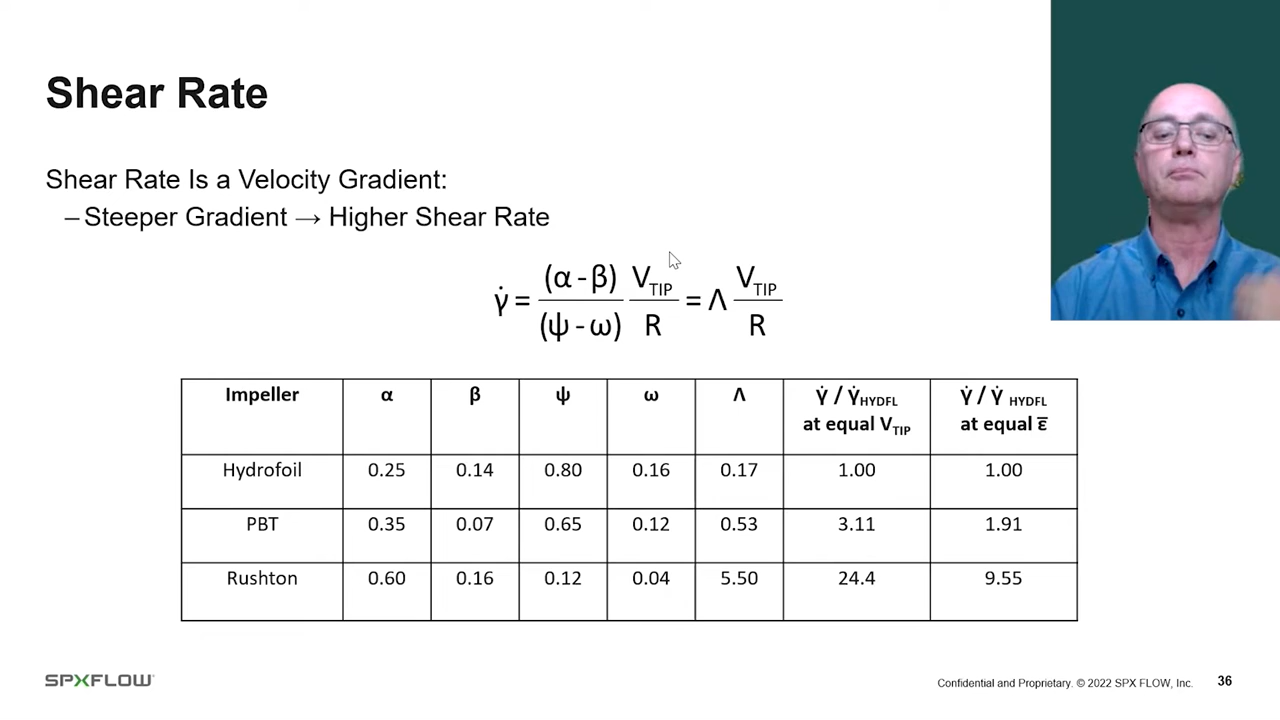 Shear Rate
Shear Rate Is a Velocity Gradient:
– Steeper Gradient → Higher Shear Rate
γ̇ = (α - β) / (ψ - ω) V_TIP / R = Λ V_TIP / R
Impeller α β ψ ω Λ γ̇ / γ̇_HYDFL at equal V_TIP γ̇ / γ̇ _HYDFL at equal ε̅
Hydrofoil 0.25 0.14 0.80 0.16 0.17 1.00 1.00
PBT 0.35 0.07 0.65 0.12 0.53 3.11 1.91
Rushton 0.60 0.16 0.12 0.04 5.50 24.4 9.55
SPXFLOW
Confidential and Proprietary. © 2022 SPX FLOW, Inc. 36